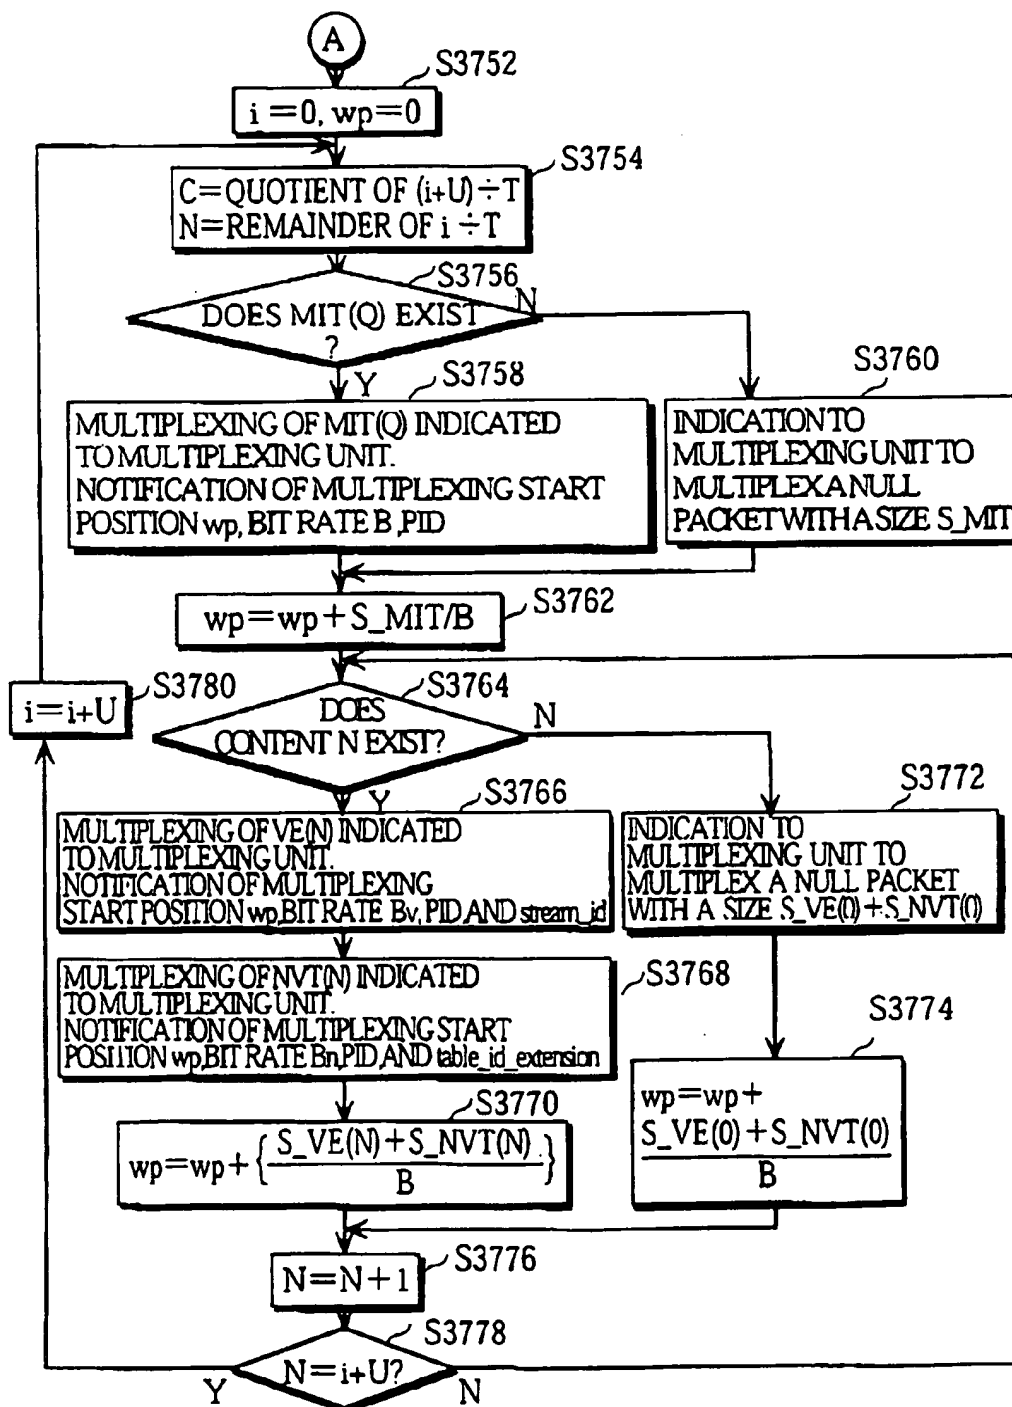 A
S3752
i=0, wp=0
S3754
C=QUOTIENT OF (i+U)÷T
N=REMAINDER OF i÷T
S3756
DOES MIT(Q) EXIST
?
N
Y
S3758
MULTIPLEXING OF MIT(Q) INDICATED
TO MULTIPLEXING UNIT.
NOTIFICATION OF MULTIPLEXING START
POSITION wp, BIT RATE B ,PID
S3760
INDICATION TO
MULTIPLEXING UNIT TO
MULTIPLEX A NULL
PACKET WITH A SIZE S_MIT
S3762
wp=wp+S_MIT/B
S3780
i=i+U
S3764
DOES
CONTENT N EXIST?
N
Y
S3766
MULTIPLEXING OF VE(N) INDICATED
TO MULTIPLEXING UNIT.
NOTIFICATION OF MULTIPLEXING
START POSITION wp,BIT RATE Bv, PID AND stream_id
S3772
INDICATION TO
MULTIPLEXING UNIT TO
MULTIPLEX A NULL PACKET
WITH A SIZE S_VE(0)+S_NVT(0)
S3768
MULTIPLEXING OF NVT(N) INDICATED
TO MULTIPLEXING UNIT.
NOTIFICATION OF MULTIPLEXING START
POSITION wp,BIT RATE Bn,PID,AND table_id_extension
S3774
wp=wp+
S_VE(0)+S_NVT(0)
B
S3770
wp=wp+{S_VE(N)+S_NVT(N)
B}
S3776
N=N+1
S3778
N=i+U?
Y
N